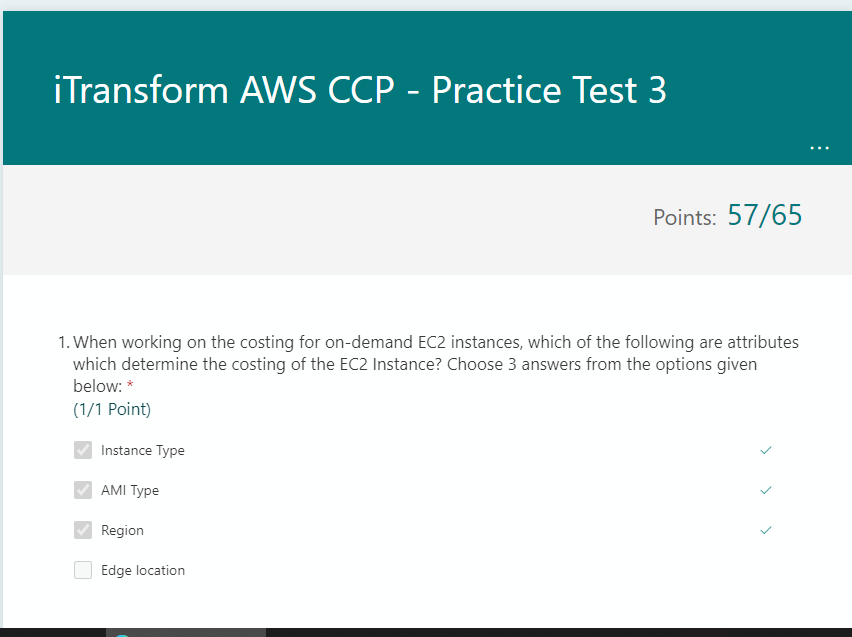 iTransform AWS CCP - Practice Test 3
...
Points: 57/65
1. When working on the costing for on-demand EC2 instances, which of the following are attributes
which determine the costing of the EC2 Instance? Choose 3 answers from the options given
below: *
(1/1 Point)
Instance Type
AMI Type
Region
Edge location